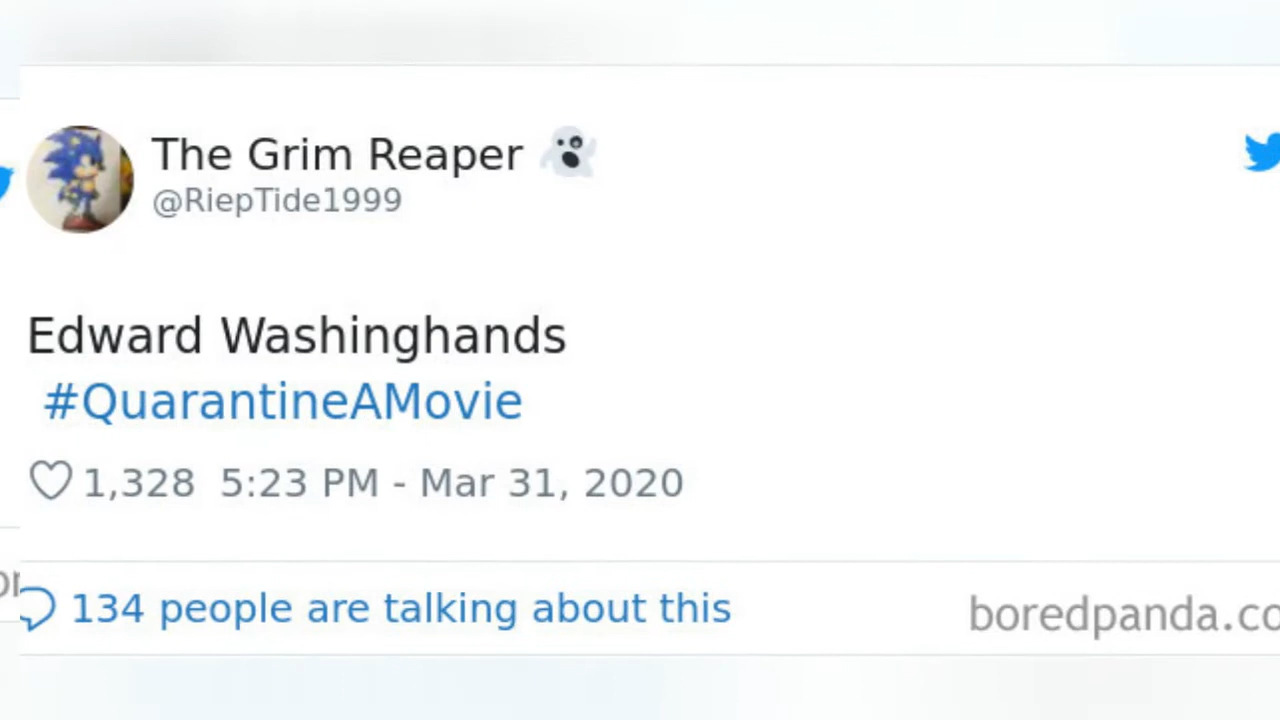 The Grim Reaper 👻
@RiepTide1999
Edward Washinghands
#QuarantineAMovie
1,328 5:23 PM - Mar 31, 2020
134 people are talking about this
boredpanda.co